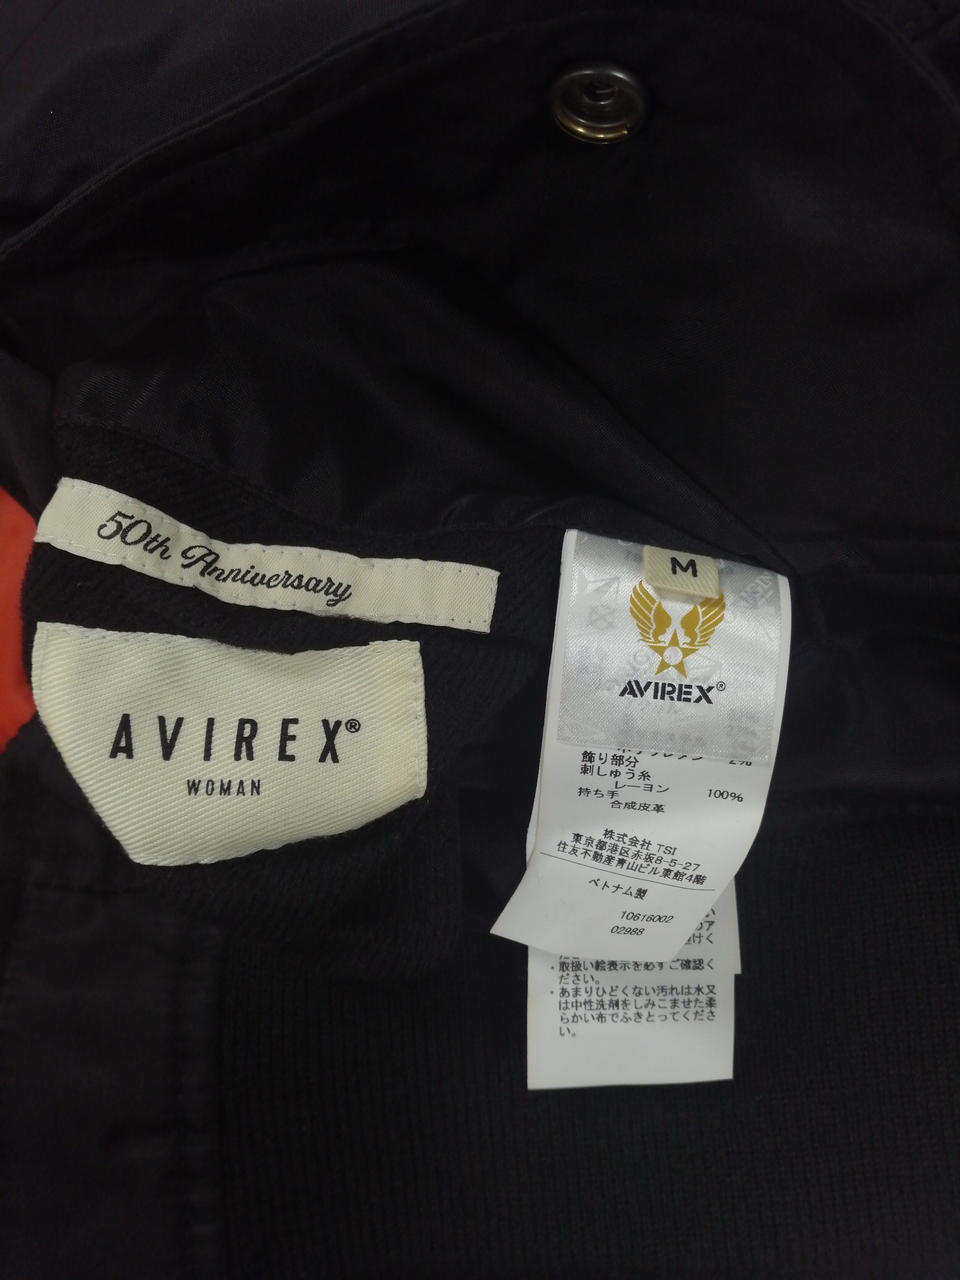 50th Anniversary
AVIREX®
WOMAN
M
AVIREX®
2%
飾り部分
刺しゅう糸
レーヨン 100%
持ち手
合成皮革
株式会社 TSI
東京都港区赤坂8-5-27
住友不動産青山ビル東館4階
ベトナム製
10616002
02988
・取扱い絵表示を必ずご確認く
ださい。
・あまりひどくない汚れは水又
は中性洗剤をしみこませた柔
らかい布でふきとってくださ
い。